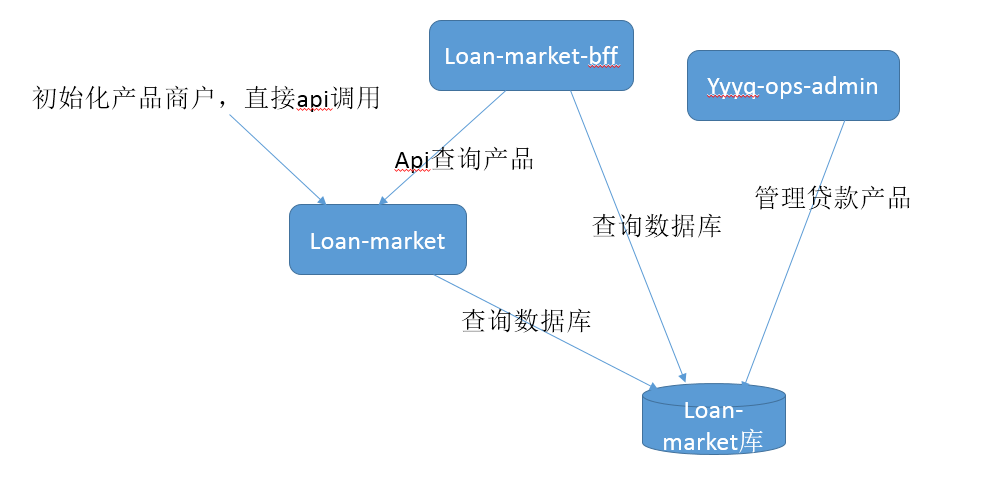 Loan-market-bff
Yyyq-ops-admin
初始化产品商户，直接api调用
Api查询产品
管理贷款产品
查询数据库
Loan-market
查询数据库
Loan-
market库